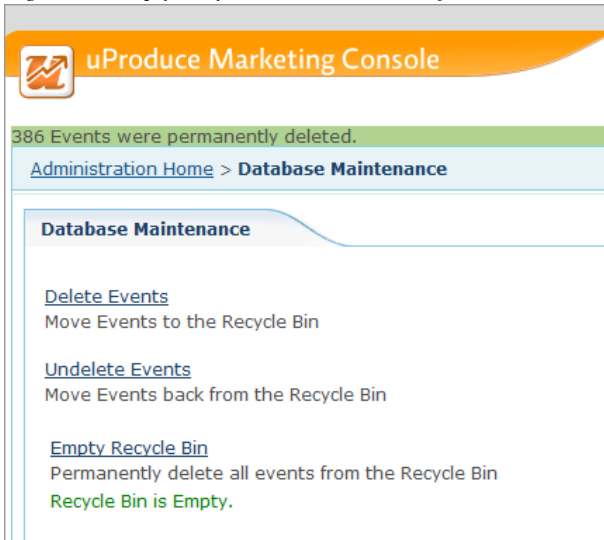 uProduce Marketing Console
386 Events were permanently deleted.
Administration Home > Database Maintenance
Database Maintenance
Delete Events
Move Events to the Recycle Bin
Undelete Events
Move Events back from the Recycle Bin
Empty Recycle Bin
Permanently delete all events from the Recycle Bin
Recycle Bin is Empty.